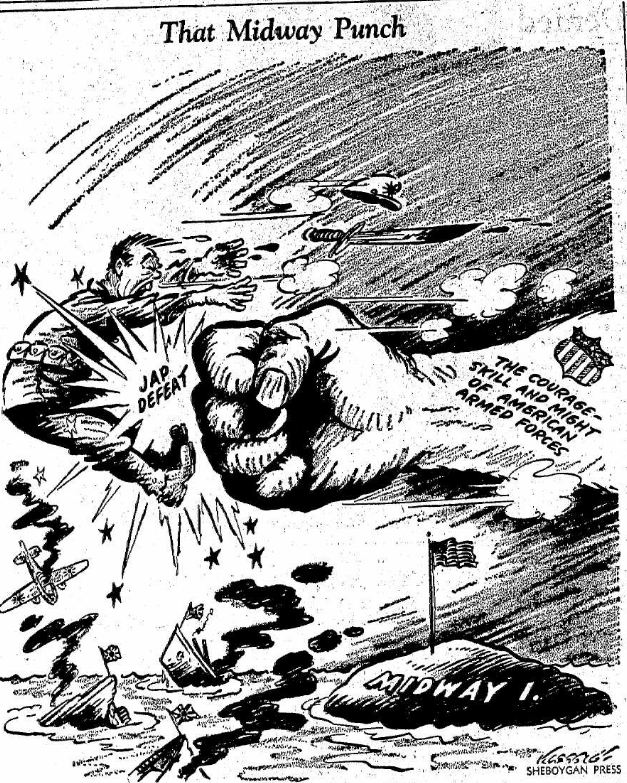 That Midway Punch
JAP
DEFEAT
THE COURAGE-
SKILL AND MIGHT
OF AMERICAN
ARMED FORCES
MIDWAY I.
SHEBOYGAN PRESS